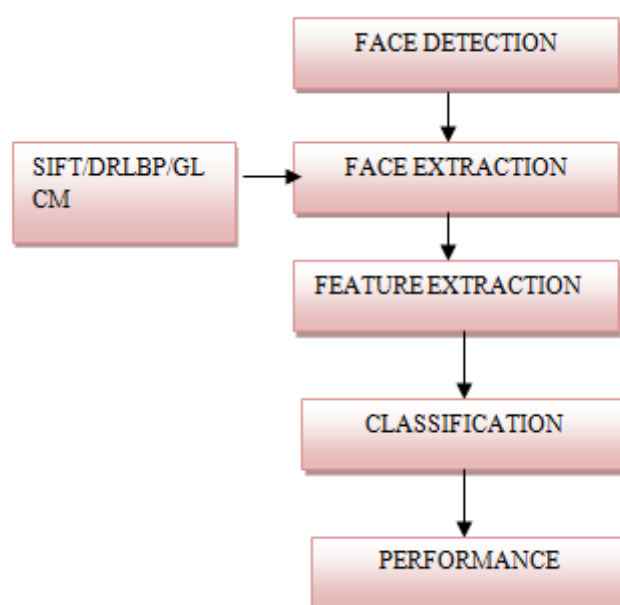 FACE DETECTION
SIFT/DRLBP/GL
CM
FACE EXTRACTION
FEATURE EXTRACTION
CLASSIFICATION
PERFORMANCE